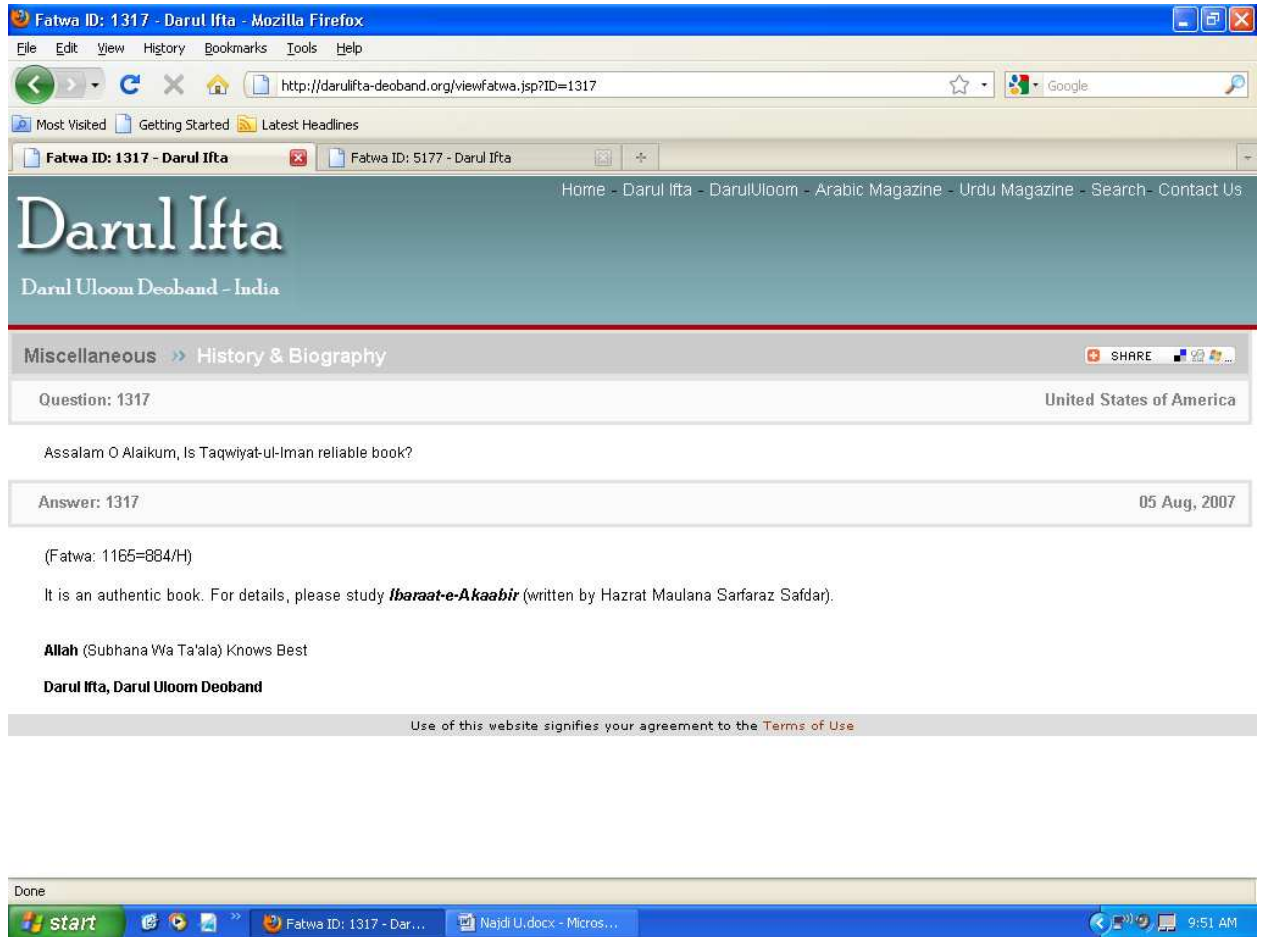 Fatwa ID: 1317 - Darul Ifta - Mozilla Firefox
File Edit View History Bookmarks Tools Help
http://darulifta-deoband.org/viewfatwa.jsp?ID=1317 Google
Most Visited Getting Started Latest Headlines
Fatwa ID: 1317 - Darul Ifta Fatwa ID: 5177 - Darul Ifta
Home - Darul Ifta - DarulUloom - Arabic Magazine - Urdu Magazine - Search- Contact Us
Darul Ifta
Darul Uloom Deoband - India
Miscellaneous » History & Biography SHARE
Question: 1317 United States of America
Assalam O Alaikum, Is Taqwiyat-ul-Iman reliable book?
Answer: 1317 05 Aug, 2007
(Fatwa: 1165=884/H)
It is an authentic book. For details, please study Ibaraat-e-Akaabir (written by Hazrat Maulana Sarfaraz Safdar).
Allah (Subhana Wa Ta'ala) Knows Best
Darul Ifta, Darul Uloom Deoband
Use of this website signifies your agreement to the Terms of Use
Done
start Fatwa ID: 1317 - Dar... Najdi U.docx - Micros... 9:51 AM